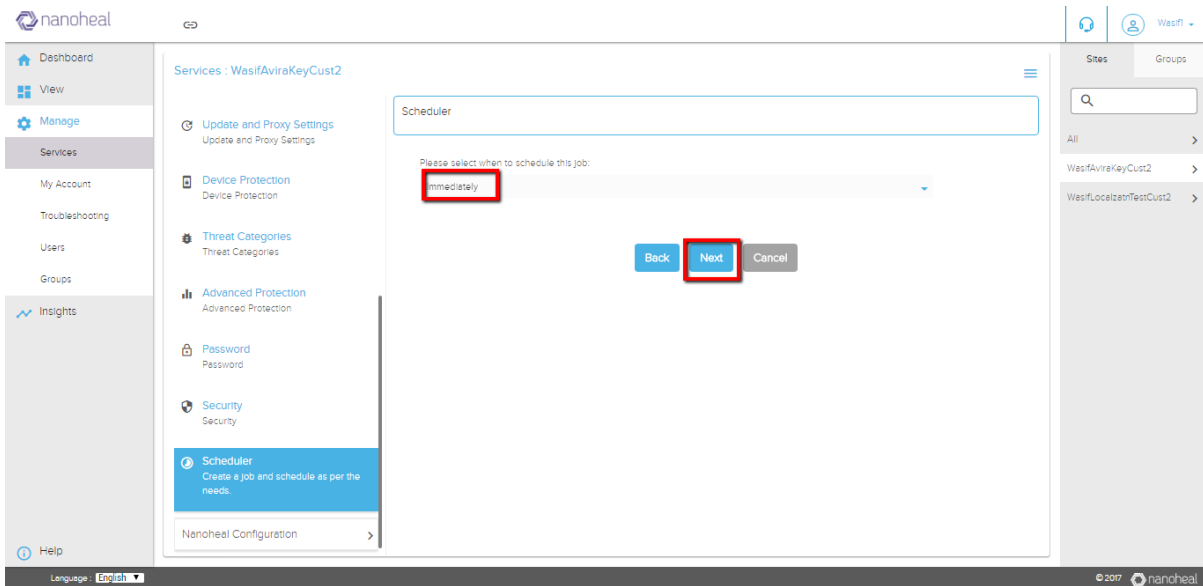 nanoheal
Wasif1
Dashboard
View
Manage
Services
My Account
Troubleshooting
Users
Groups
Insights
Help
Services : WasifAviraKeyCust2
Update and Proxy Settings
Update and Proxy Settings
Device Protection
Device Protection
Threat Categories
Threat Categories
Advanced Protection
Advanced Protection
Password
Password
Security
Security
Scheduler
Create a job and schedule as per the
needs.
Nanoheal Configuration
Scheduler
Please select when to schedule this job:
Immediately
Back
Next
Cancel
Sites
Groups
All
WasifAviraKeyCust2
WasifLocalzatnTestCust2
Language : English
© 2017 nanoheal